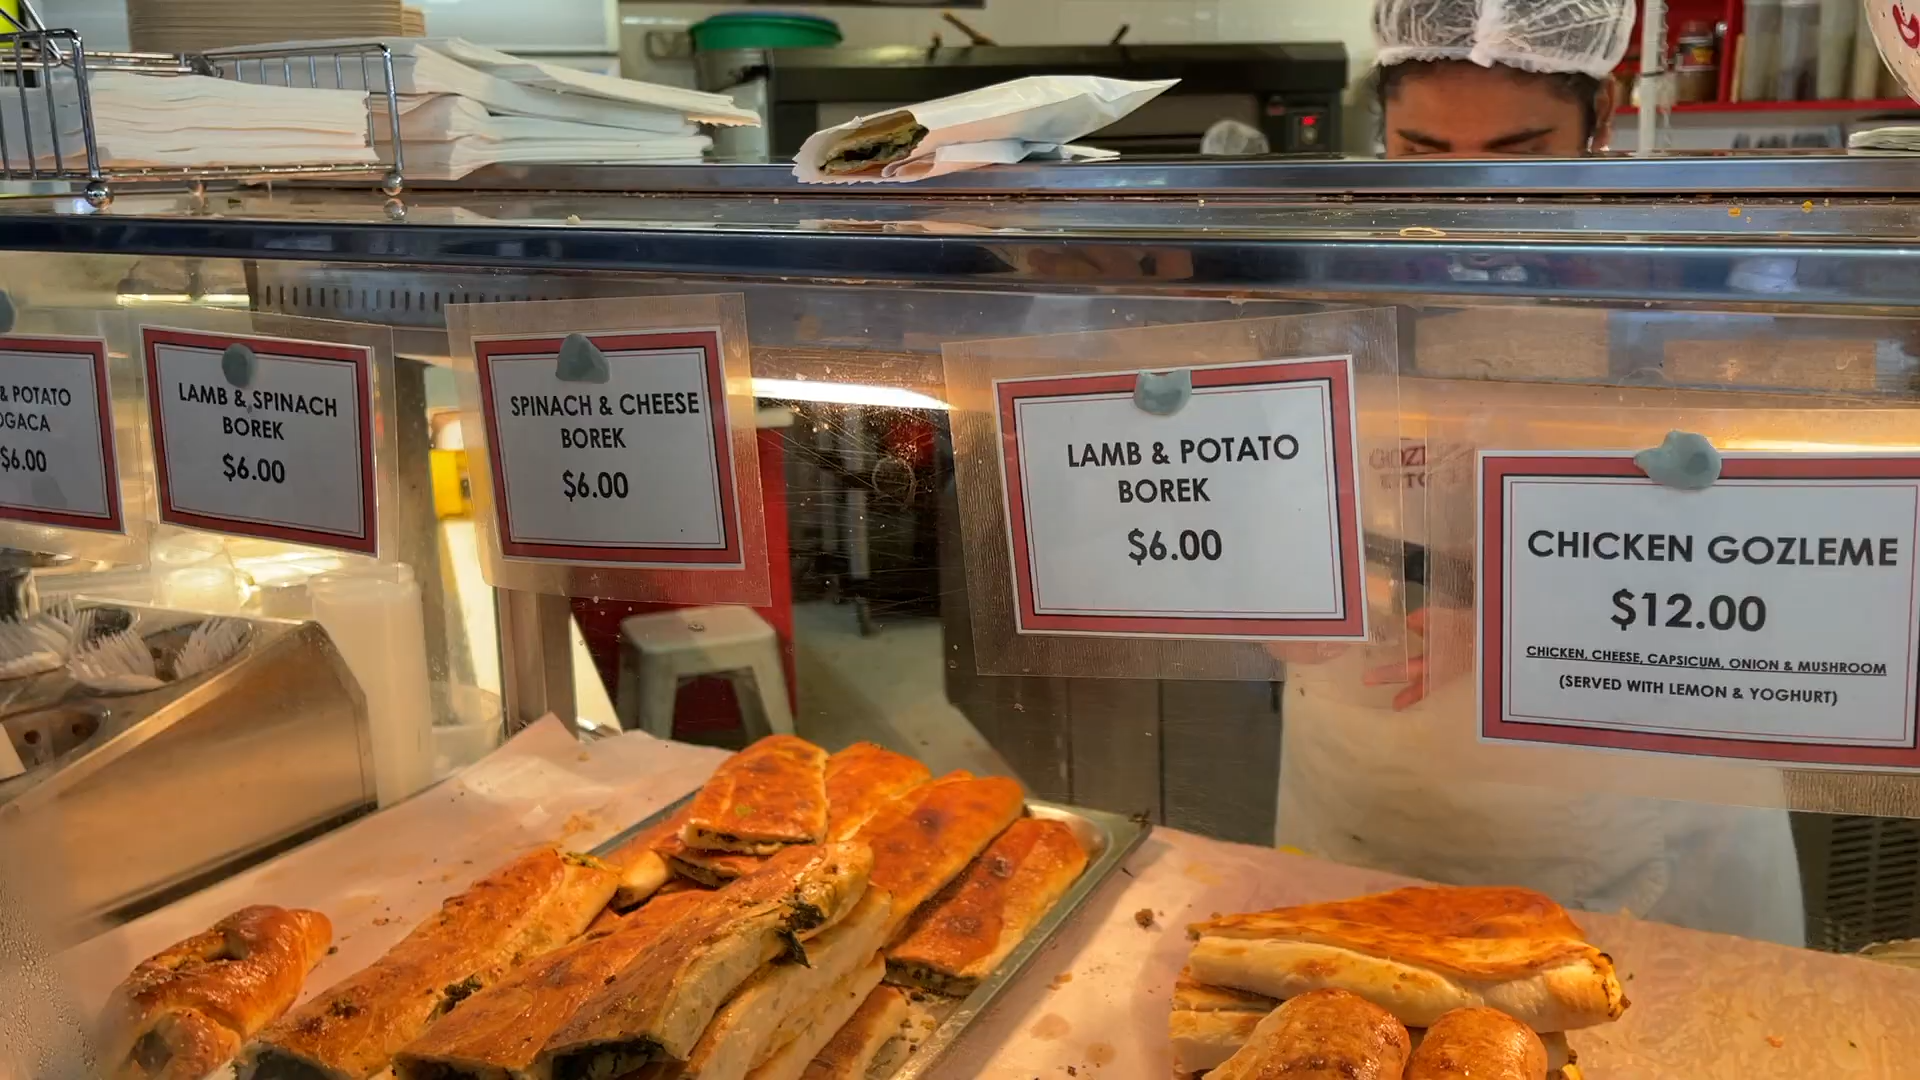 & POTATO
OGACA
$6.00
LAMB & SPINACH
BOREK
$6.00
SPINACH & CHEESE
BOREK
$6.00
LAMB & POTATO
BOREK
$6.00
CHICKEN GOZLEME
$12.00
CHICKEN, CHEESE, CAPSICUM, ONION & MUSHROOM
(SERVED WITH LEMON & YOGHURT)